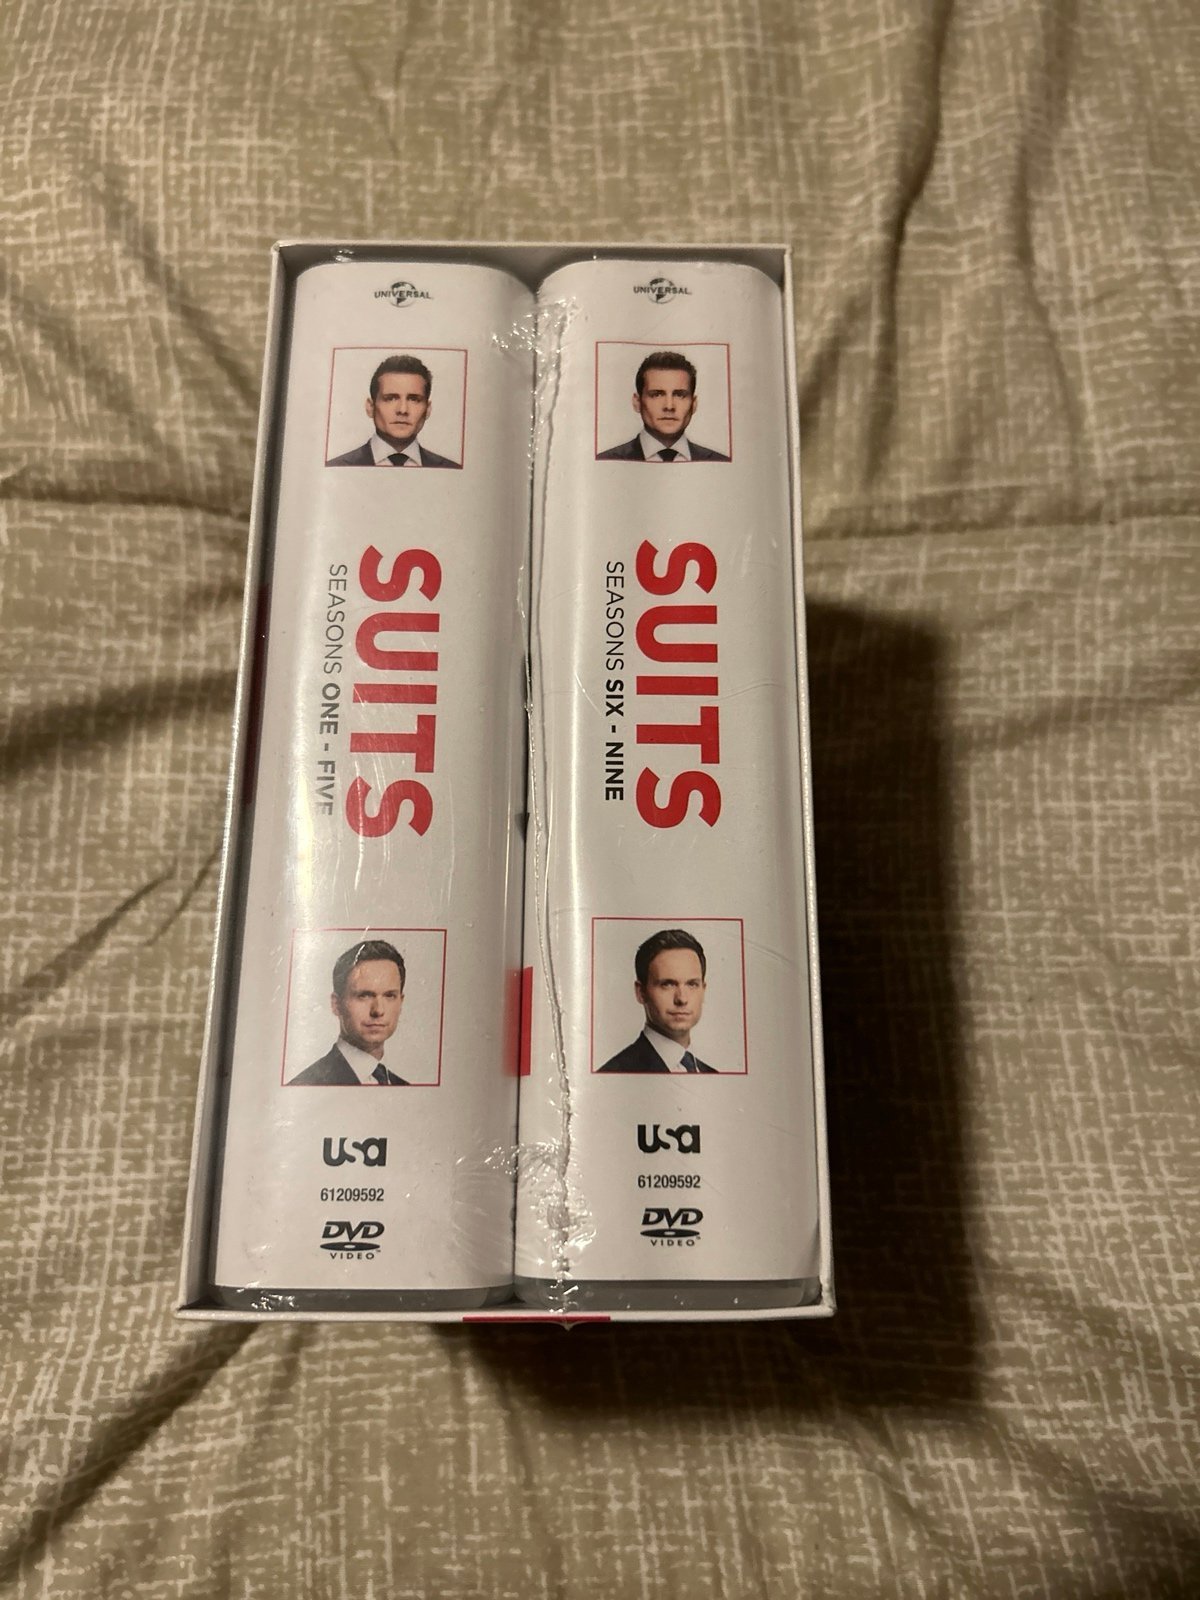 UNIVERSAL
SUITS
SEASONS ONE - FIVE
usa
61209592
DVD
VIDEO
UNIVERSAL
SUITS
SEASONS SIX - NINE
usa
61209592
DVD
VIDEO